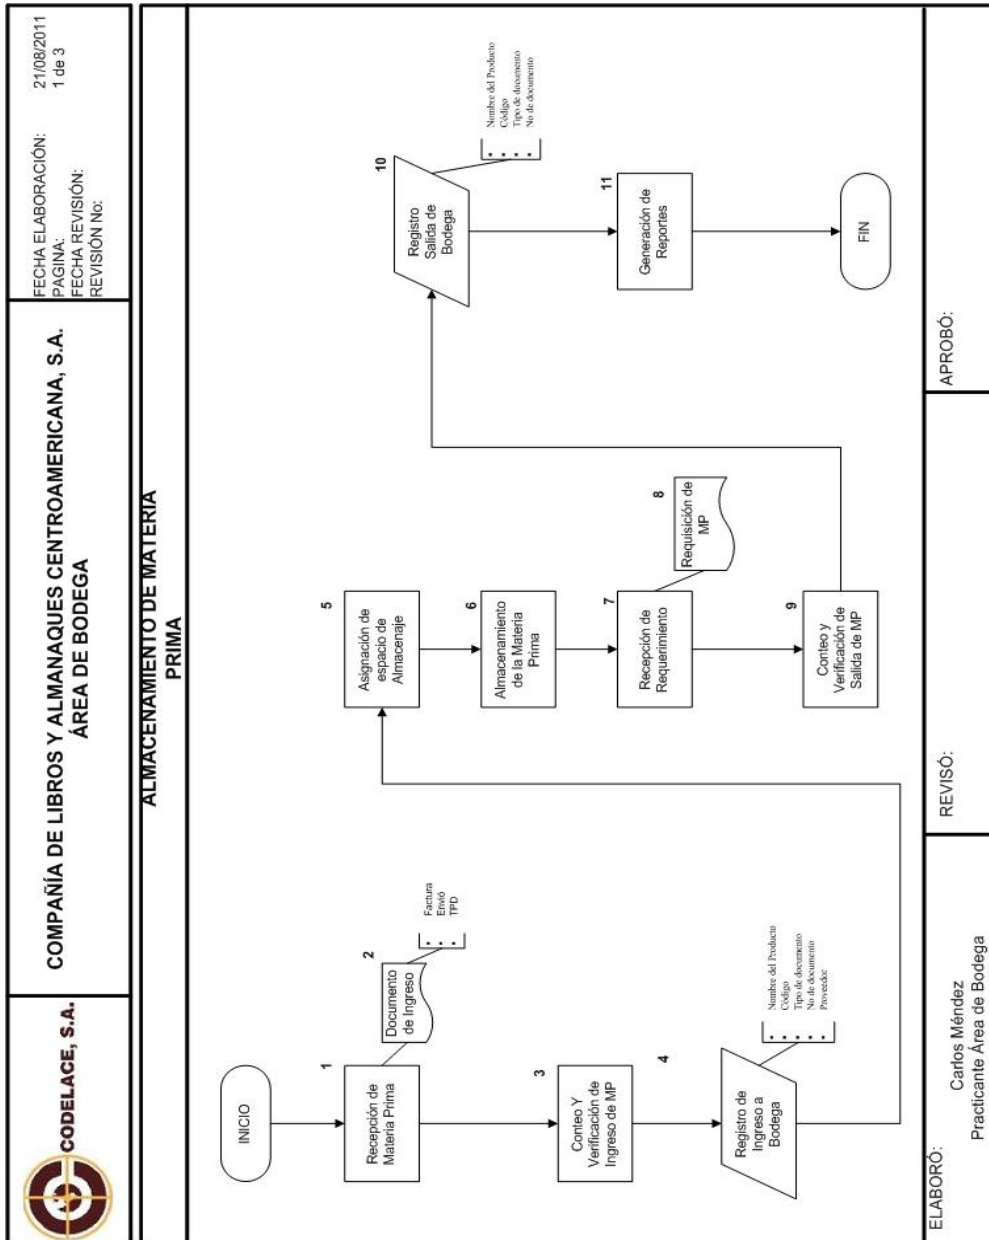 CODELACE, S.A.
COMPAÑÍA DE LIBROS Y ALMANAQUES CENTROAMERICANA, S.A.
ÁREA DE BODEGA
FECHA ELABORACIÓN: 21/08/2011
PAGINA: 1 de 3
FECHA REVISIÓN:
REVISIÓN No:
ALMACENAMIENTO DE MATERIA
PRIMA
INICIO
1
Recepción de
Materia Prima
2
Documento
de Ingreso
Factura
Envió
TPD
3
Conteo Y
Verificación de
Ingreso de MP
4
Registro de
Ingreso a
Bodega
Nombre del Producto
Código
Tipo de documento
No de documento
Proveedor
5
Asignación de
espacio de
Almacenaje
6
Almacenamiento
de la Materia
Prima
7
Recepción de
Requerimiento
8
Requisición de
MP
9
Conteo y
Verificación de
Salida de MP
10
Registro
Salida de
Bodega
Nombre del Producto
Código
Tipo de documento
No de documento
11
Generación de
Reportes
FIN
ELABORÓ:
Carlos Méndez
Practicante Área de Bodega
REVISÓ:
APROBÓ: